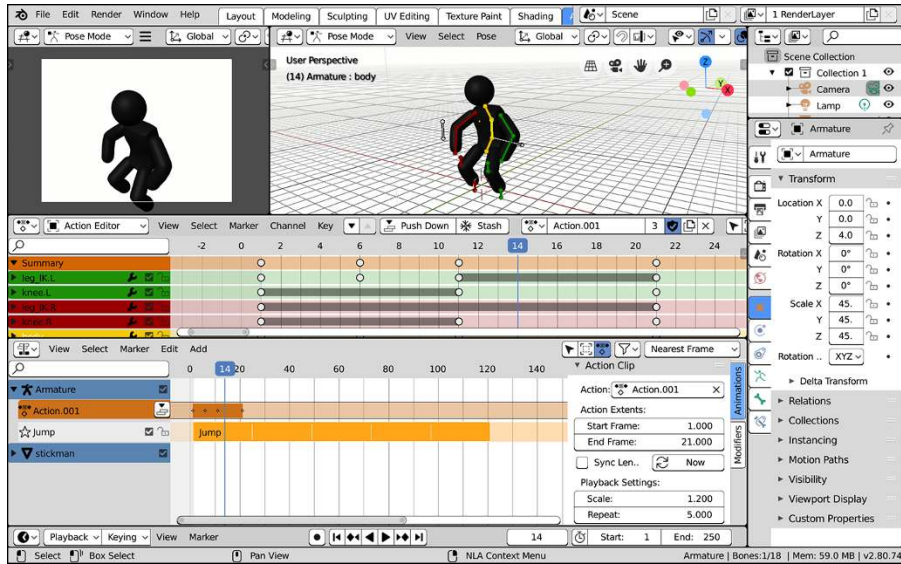 File Edit Render Window Help Layout Modeling Sculpting UV Editing Texture Paint Shading Scene 1 RenderLayer
Pose Mode Global Pose Mode View Select Pose Global
User Perspective
(14) Armature : body
Scene Collection
Collection 1
Camera
Lamp
Armature
Armature
Transform
Location X 0.0
Y 0.0
Z 4.0
Rotation X 0°
Y 0°
Z 0°
Scale X 45.
Y 45.
Z 45.
Rotation .. XYZ
Delta Transform
Relations
Collections
Instancing
Motion Paths
Visibility
Viewport Display
Custom Properties
Action Editor View Select Marker Channel Key Push Down Stash Action.001 3
-2 0 2 4 6 8 10 12 14 16 18 20 22 24
Summary
leg_IK.L
knee.L
leg_IK.R
knee.R
View Select Marker Edit Add Nearest Frame
0 14 20 40 60 80 100 120 140
Armature
Action.001
Jump Jump
stickman
Action Clip
Action: Action.001
Action Extents:
Start Frame: 1.000
End Frame: 21.000
Sync Len.. Now
Playback Settings:
Scale: 1.200
Repeat: 5.000
Animations
Modifiers
Playback Keying View Marker 14 Start: 1 End: 250
Select Box Select Pan View NLA Context Menu Armature | Bones:1/18 | Mem: 59.0 MB | v2.80.74